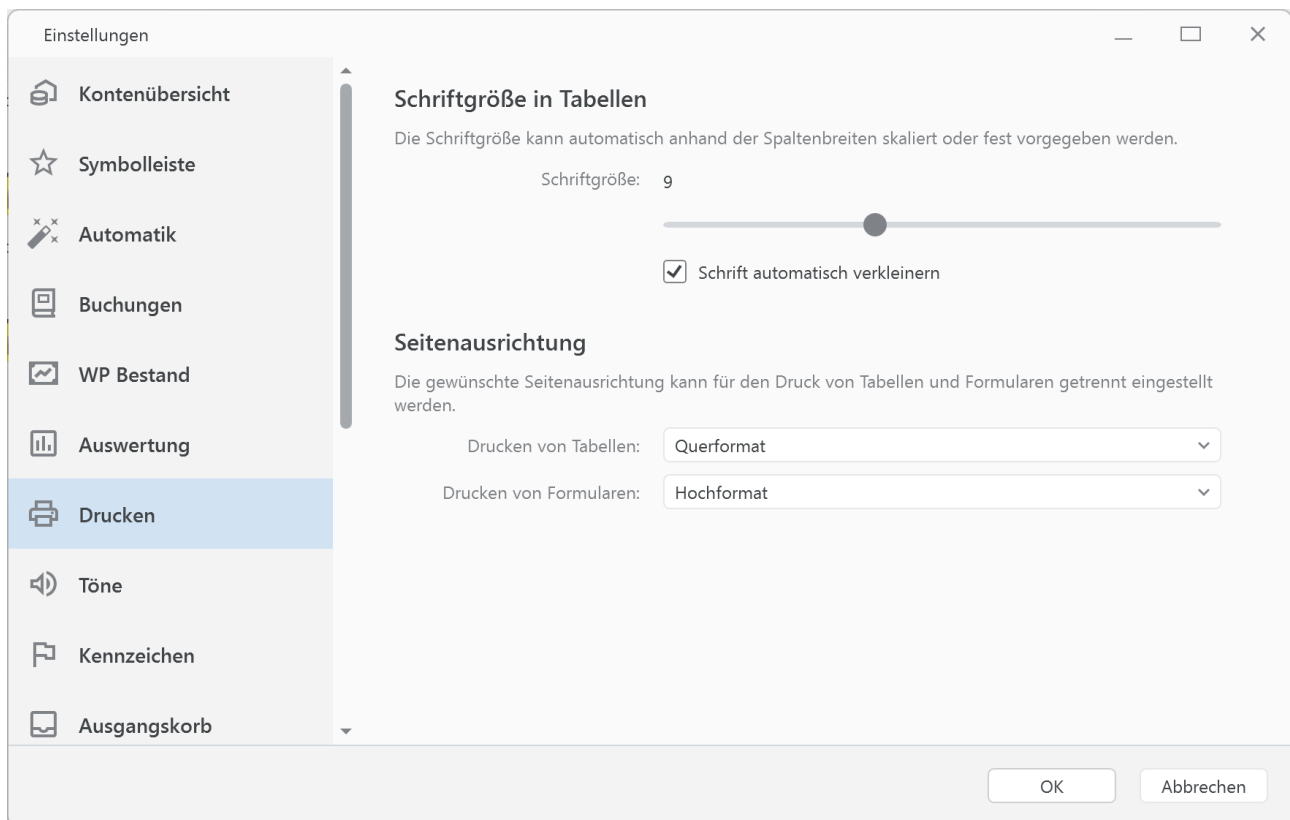 Einstellungen
Kontenübersicht
Symbolleiste
Automatik
Buchungen
WP Bestand
Auswertung
Drucken
Töne
Kennzeichen
Ausgangskorb
Schriftgröße in Tabellen
Die Schriftgröße kann automatisch anhand der Spaltenbreiten skaliert oder fest vorgegeben werden.
Schriftgröße: 9
Schrift automatisch verkleinern
Seitenausrichtung
Die gewünschte Seitenausrichtung kann für den Druck von Tabellen und Formularen getrennt eingestellt
werden.
Drucken von Tabellen: Querformat
Drucken von Formularen: Hochformat
OK Abbrechen